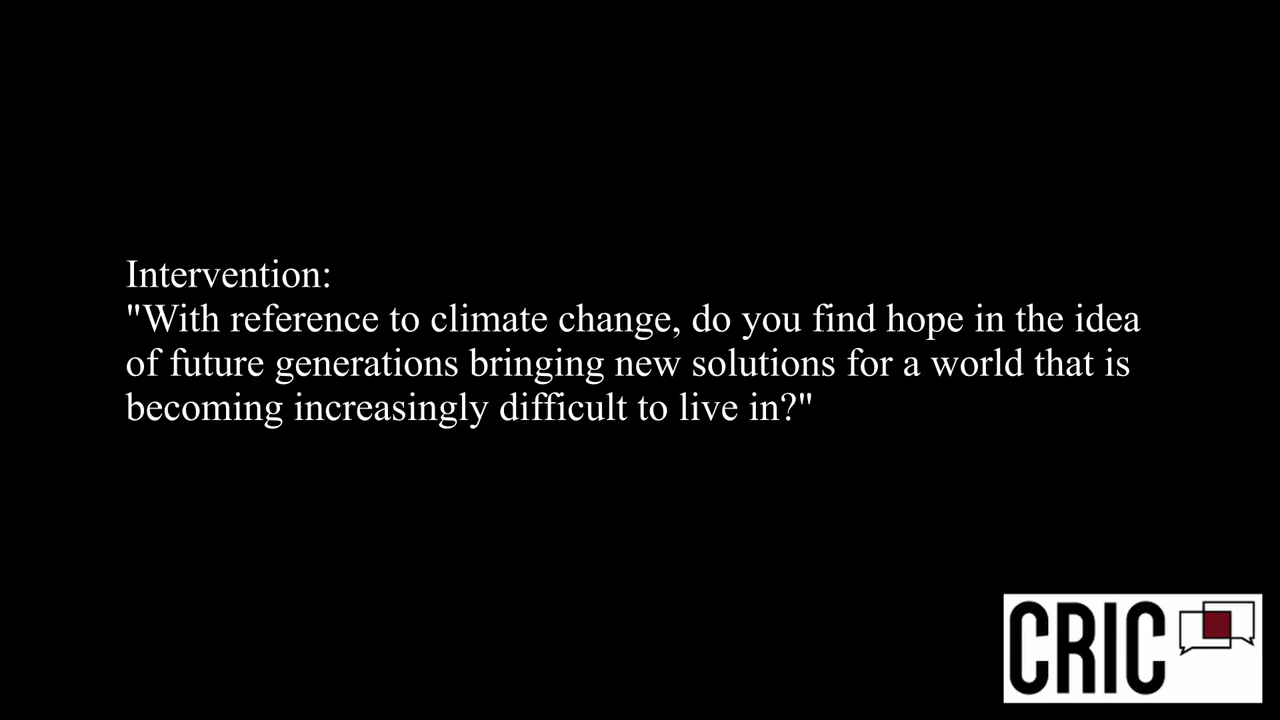 Intervention:
"With reference to climate change, do you find hope in the idea
of future generations bringing new solutions for a world that is
becoming increasingly difficult to live in?"
CRIC